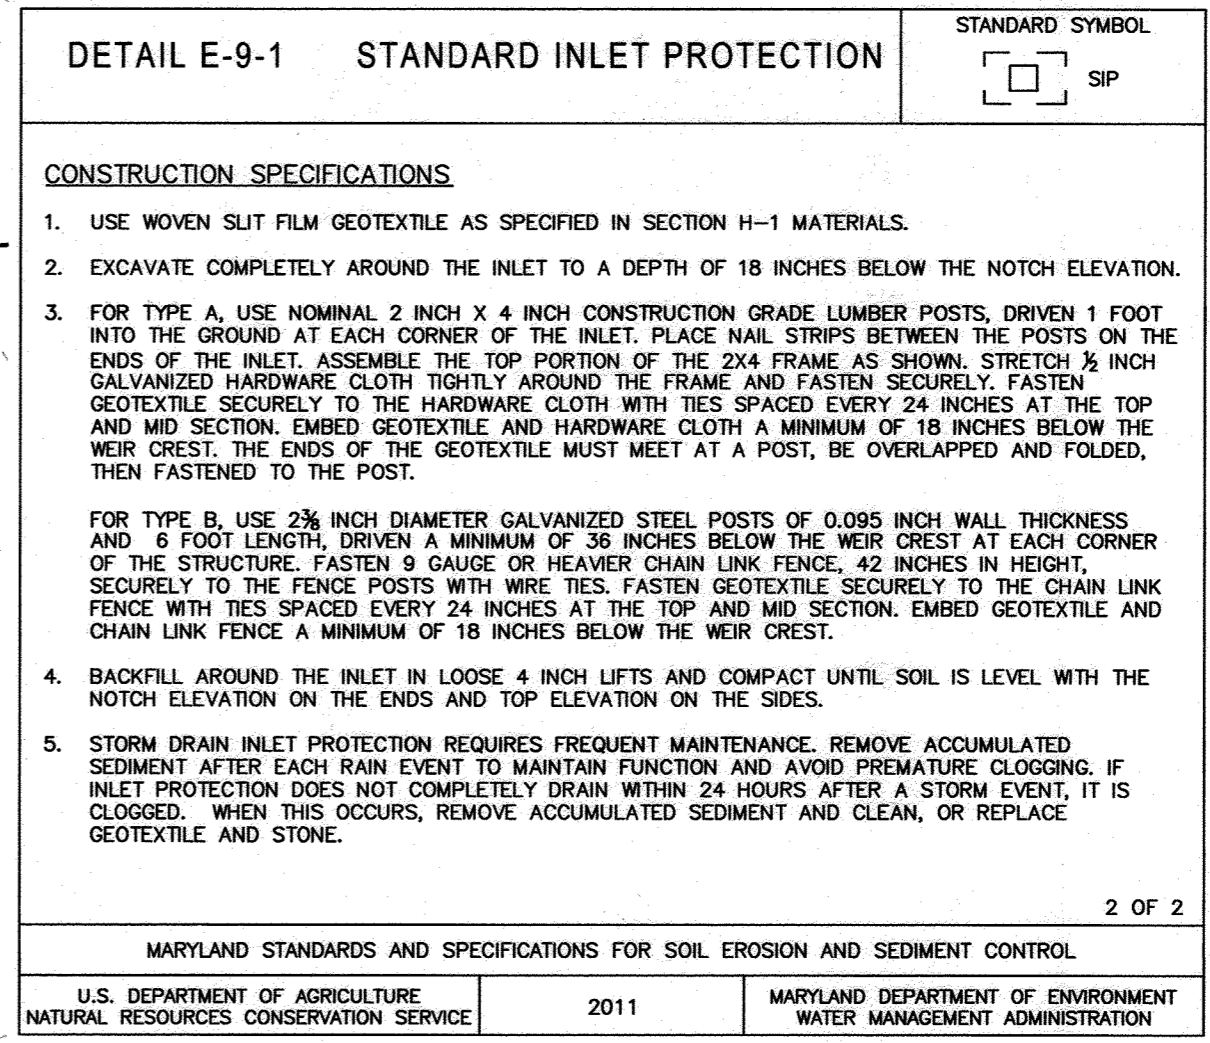 DETAIL E-9-1 STANDARD INLET PROTECTION
STANDARD SYMBOL
SIP
CONSTRUCTION SPECIFICATIONS
1. USE WOVEN SLIT FILM GEOTEXTILE AS SPECIFIED IN SECTION H-1 MATERIALS.
2. EXCAVATE COMPLETELY AROUND THE INLET TO A DEPTH OF 18 INCHES BELOW THE NOTCH ELEVATION.
3. FOR TYPE A, USE NOMINAL 2 INCH X 4 INCH CONSTRUCTION GRADE LUMBER POSTS, DRIVEN 1 FOOT
INTO THE GROUND AT EACH CORNER OF THE INLET. PLACE NAIL STRIPS BETWEEN THE POSTS ON THE
ENDS OF THE INLET. ASSEMBLE THE TOP PORTION OF THE 2X4 FRAME AS SHOWN. STRETCH ½ INCH
GALVANIZED HARDWARE CLOTH TIGHTLY AROUND THE FRAME AND FASTEN SECURELY. FASTEN
GEOTEXTILE SECURELY TO THE HARDWARE CLOTH WITH TIES SPACED EVERY 24 INCHES AT THE TOP
AND MID SECTION. EMBED GEOTEXTILE AND HARDWARE CLOTH A MINIMUM OF 18 INCHES BELOW THE
WEIR CREST. THE ENDS OF THE GEOTEXTILE MUST MEET AT A POST, BE OVERLAPPED AND FOLDED,
THEN FASTENED TO THE POST.
FOR TYPE B, USE 2⅜ INCH DIAMETER GALVANIZED STEEL POSTS OF 0.095 INCH WALL THICKNESS
AND 6 FOOT LENGTH, DRIVEN A MINIMUM OF 36 INCHES BELOW THE WEIR CREST AT EACH CORNER
OF THE STRUCTURE. FASTEN 9 GAUGE OR HEAVIER CHAIN LINK FENCE, 42 INCHES IN HEIGHT,
SECURELY TO THE FENCE POSTS WITH WIRE TIES. FASTEN GEOTEXTILE SECURELY TO THE CHAIN LINK
FENCE WITH TIES SPACED EVERY 24 INCHES AT THE TOP AND MID SECTION. EMBED GEOTEXTILE AND
CHAIN LINK FENCE A MINIMUM OF 18 INCHES BELOW THE WEIR CREST.
4. BACKFILL AROUND THE INLET IN LOOSE 4 INCH LIFTS AND COMPACT UNTIL SOIL IS LEVEL WITH THE
NOTCH ELEVATION ON THE ENDS AND TOP ELEVATION ON THE SIDES.
5. STORM DRAIN INLET PROTECTION REQUIRES FREQUENT MAINTENANCE. REMOVE ACCUMULATED
SEDIMENT AFTER EACH RAIN EVENT TO MAINTAIN FUNCTION AND AVOID PREMATURE CLOGGING. IF
INLET PROTECTION DOES NOT COMPLETELY DRAIN WITHIN 24 HOURS AFTER A STORM EVENT, IT IS
CLOGGED. WHEN THIS OCCURS, REMOVE ACCUMULATED SEDIMENT AND CLEAN, OR REPLACE
GEOTEXTILE AND STONE.
2 OF 2
MARYLAND STANDARDS AND SPECIFICATIONS FOR SOIL EROSION AND SEDIMENT CONTROL
U.S. DEPARTMENT OF AGRICULTURE
NATURAL RESOURCES CONSERVATION SERVICE
2011
MARYLAND DEPARTMENT OF ENVIRONMENT
WATER MANAGEMENT ADMINISTRATION